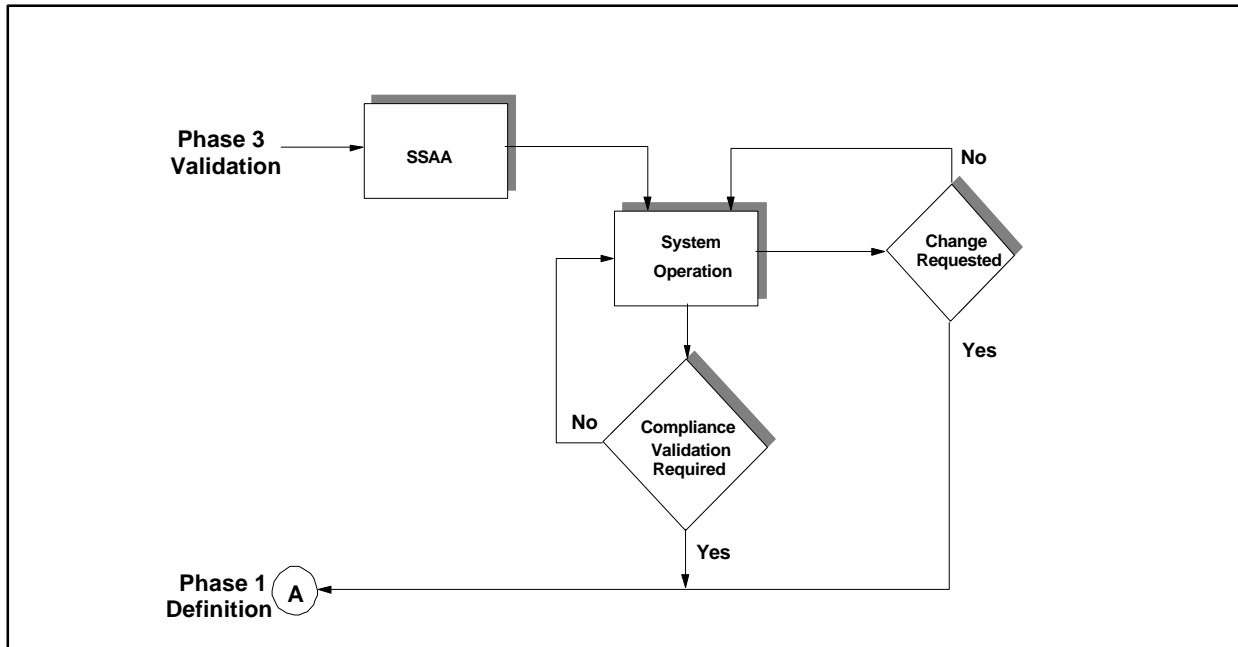 Phase 3
Validation
SSAA
No
System
Operation
Change
Requested
Yes
No
Compliance
Validation
Required
Yes
Phase 1
Definition
A